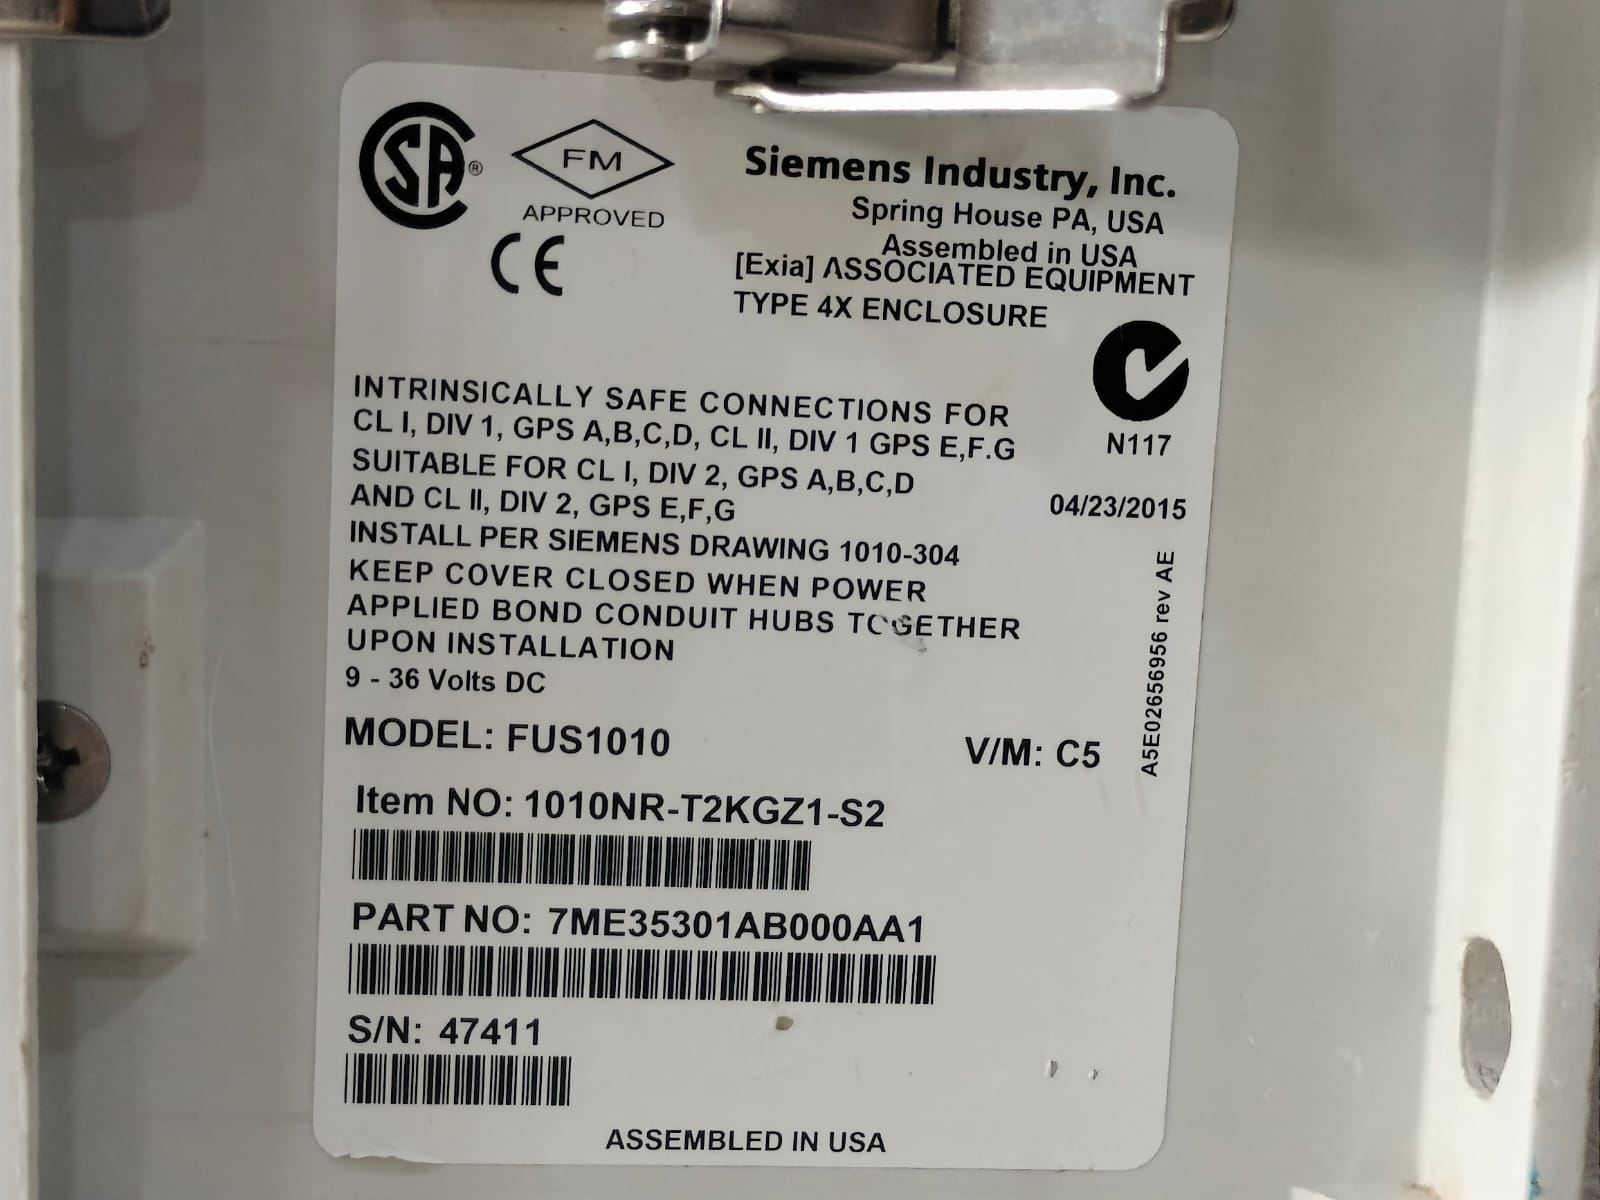 CSA®
FM
APPROVED
CE
Siemens Industry, Inc.
Spring House PA, USA
Assembled in USA
[Exia] ASSOCIATED EQUIPMENT
TYPE 4X ENCLOSURE
N117
INTRINSICALLY SAFE CONNECTIONS FOR
CL I, DIV 1, GPS A,B,C,D, CL II, DIV 1 GPS E,F.G
SUITABLE FOR CL I, DIV 2, GPS A,B,C,D
AND CL II, DIV 2, GPS E,F,G
04/23/2015
INSTALL PER SIEMENS DRAWING 1010-304
KEEP COVER CLOSED WHEN POWER
APPLIED BOND CONDUIT HUBS TOGETHER
UPON INSTALLATION
9 - 36 Volts DC
A5E02656956 rev AE
MODEL: FUS1010
V/M: C5
Item NO: 1010NR-T2KGZ1-S2
PART NO: 7ME35301AB000AA1
S/N: 47411
ASSEMBLED IN USA